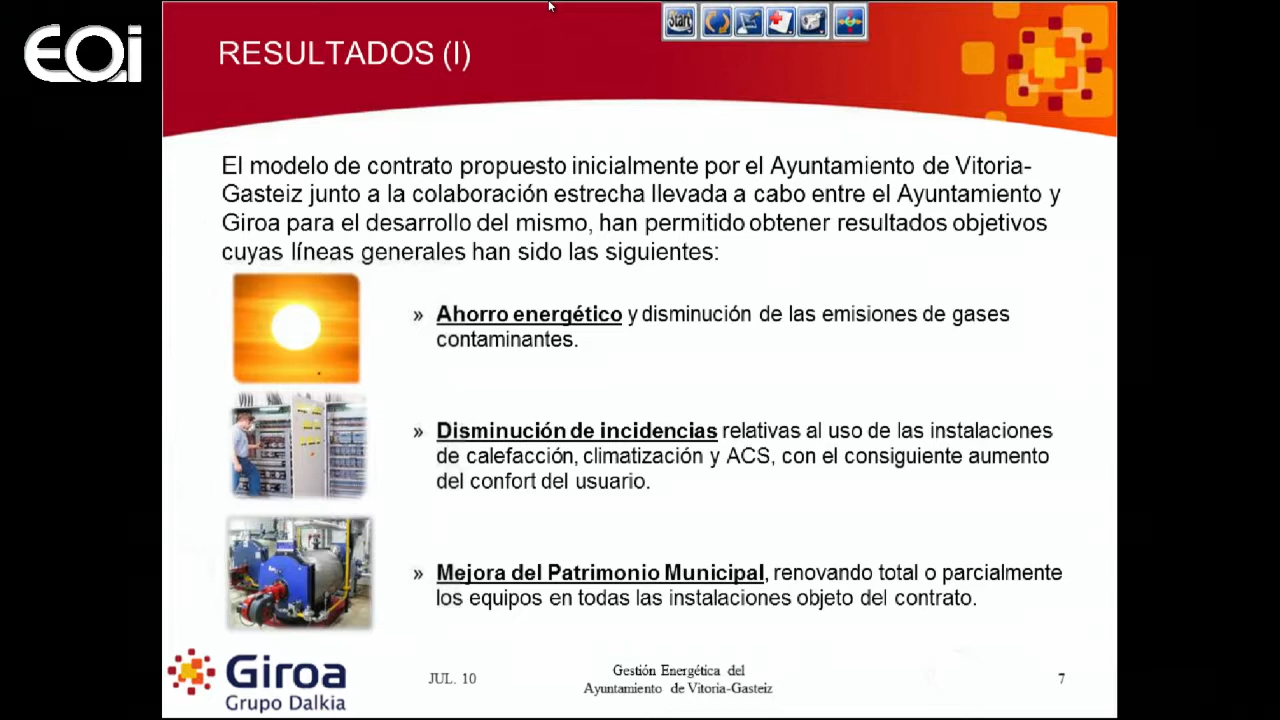 EOi
Start
RESULTADOS (I)
El modelo de contrato propuesto inicialmente por el Ayuntamiento de Vitoria-
Gasteiz junto a la colaboración estrecha llevada a cabo entre el Ayuntamiento y
Giroa para el desarrollo del mismo, han permitido obtener resultados objetivos
cuyas líneas generales han sido las siguientes:
» Ahorro energético y disminución de las emisiones de gases
contaminantes.
» Disminución de incidencias relativas al uso de las instalaciones
de calefacción, climatización y ACS, con el consiguiente aumento
del confort del usuario.
» Mejora del Patrimonio Municipal, renovando total o parcialmente
los equipos en todas las instalaciones objeto del contrato.
Giroa
Grupo Dalkia
JUL. 10
Gestión Energética del
Ayuntamiento de Vitoria-Gasteiz
7